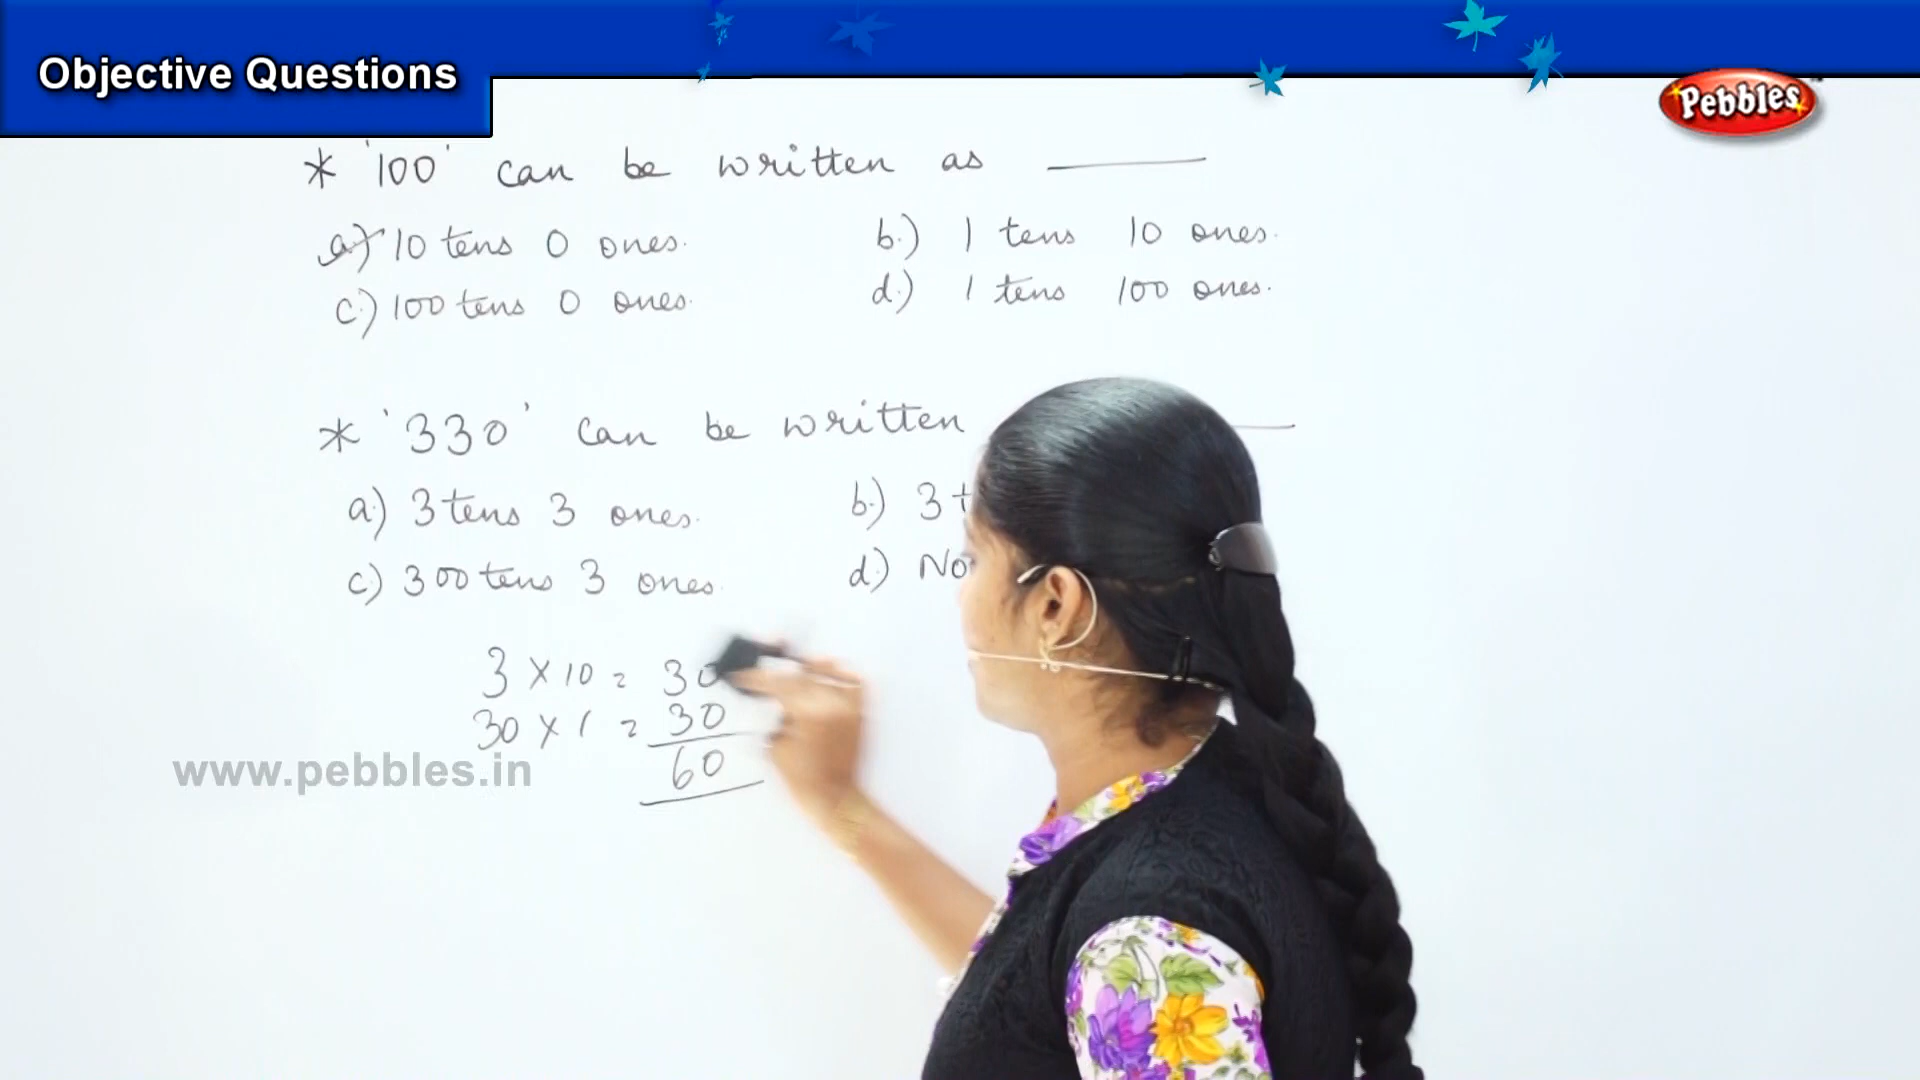 Objective Questions
Pebbles
* '100' can be written as
a.) 10 tens 0 ones.
b.) 1 tens 10 ones.
c.) 100 tens 0 ones.
d.) 1 tens 100 ones.
* '330' can be written
a.) 3 tens 3 ones.
b.) 3
c.) 300 tens 3 ones.
d.)
3 × 10 = 30
30 × 1 = 30
60
www.pebbles.in